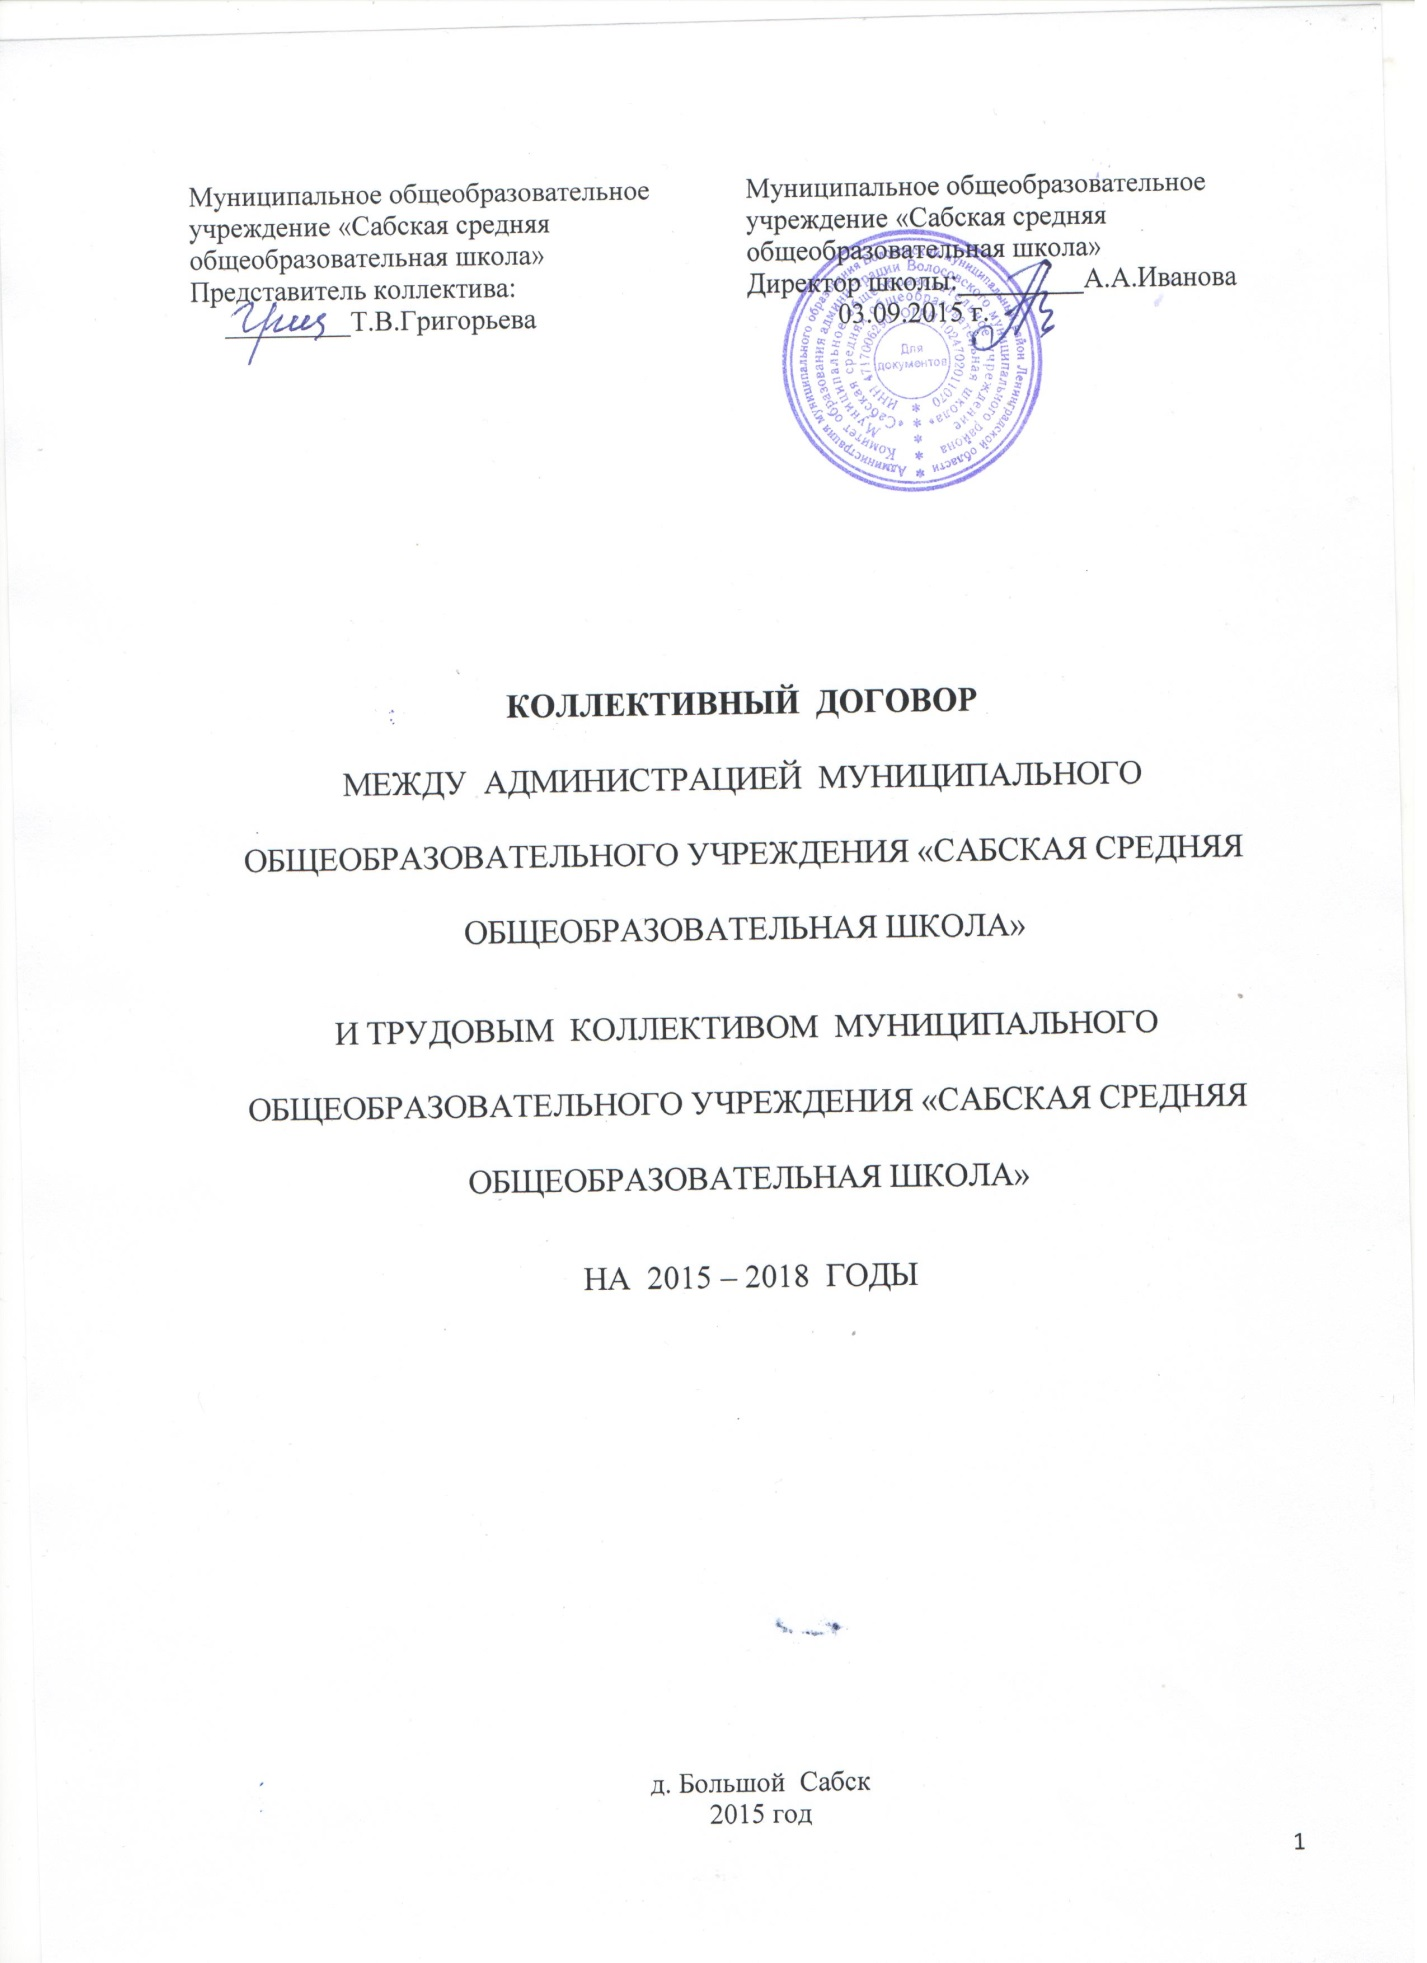 Муниципальное общеобразовательное
учреждение «Сабская средняя
общеобразовательная школа»
Представитель коллектива:
_________Т.В.Григорьева
Муниципальное общеобразовательное
учреждение «Сабская средняя
общеобразовательная школа»
Директор школы: _________А.А.Иванова
03.09.2015 г.
Для
документов
КОЛЛЕКТИВНЫЙ ДОГОВОР
МЕЖДУ АДМИНИСТРАЦИЕЙ МУНИЦИПАЛЬНОГО
ОБЩЕОБРАЗОВАТЕЛЬНОГО УЧРЕЖДЕНИЯ «САБСКАЯ СРЕДНЯЯ
ОБЩЕОБРАЗОВАТЕЛЬНАЯ ШКОЛА»
И ТРУДОВЫМ КОЛЛЕКТИВОМ МУНИЦИПАЛЬНОГО
ОБЩЕОБРАЗОВАТЕЛЬНОГО УЧРЕЖДЕНИЯ «САБСКАЯ СРЕДНЯЯ
ОБЩЕОБРАЗОВАТЕЛЬНАЯ ШКОЛА»
НА 2015 – 2018 ГОДЫ
д. Большой Сабск
2015 год
1